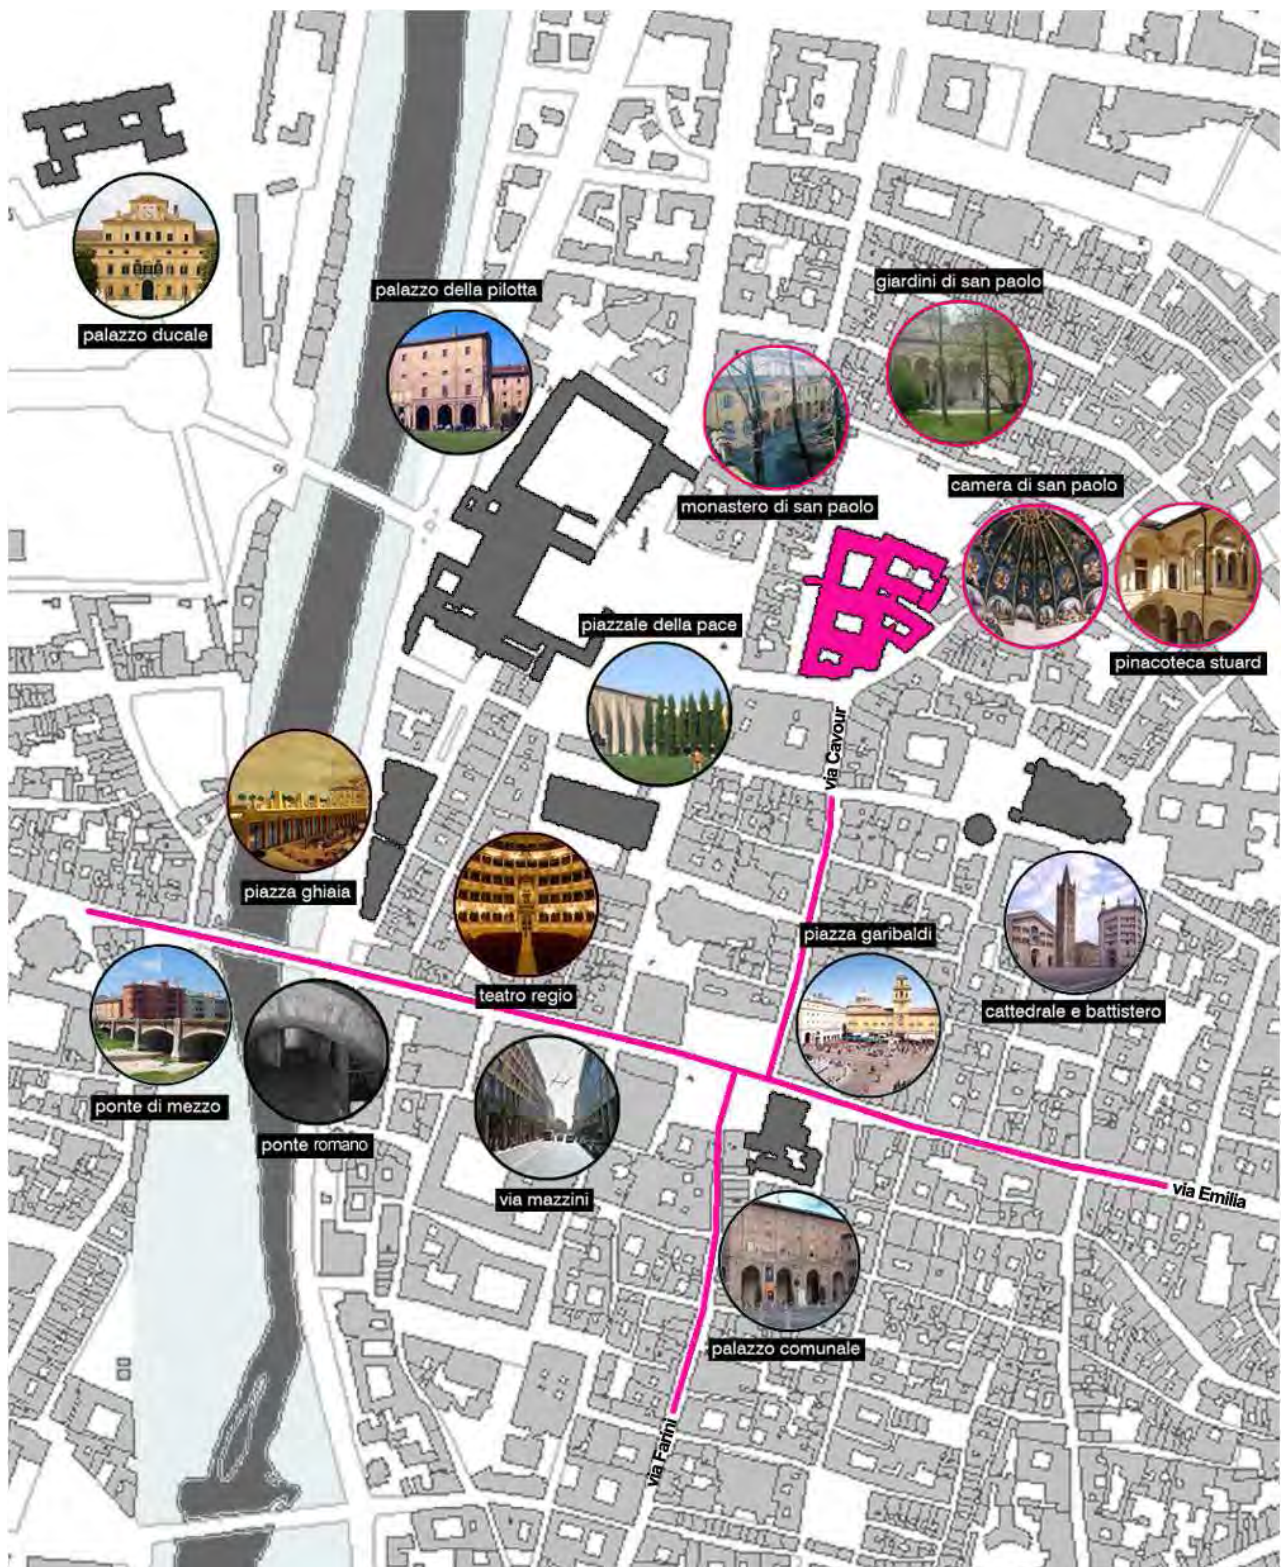 giardini di san paolo
palazzo della pilotta
palazzo ducale
camera di san paolo
monastero di san paolo
piazzale della pace
pinacoteca stuard
via Cavour
piazza ghiaia
piazza garibaldi
teatro regio
cattedrale e battistero
ponte di mezzo
ponte romano
via mazzini
via Emilia
palazzo comunale
via Farini